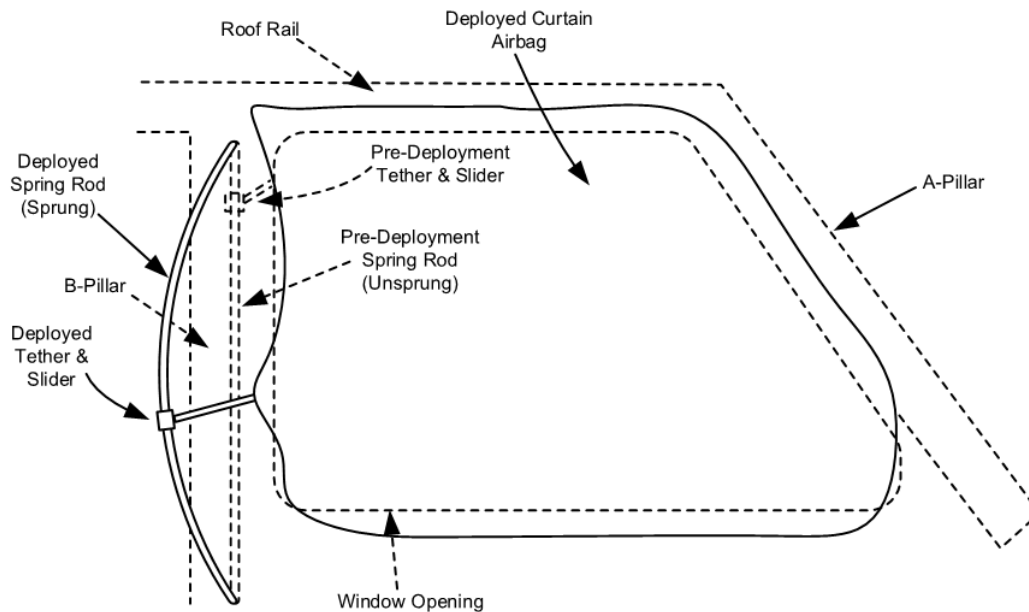 Deployed Curtain
Airbag
Roof Rail
Deployed
Spring Rod
(Sprung)
Pre-Deployment
Tether & Slider
A-Pillar
Pre-Deployment
Spring Rod
(Unsprung)
B-Pillar
Deployed
Tether &
Slider
Window Opening